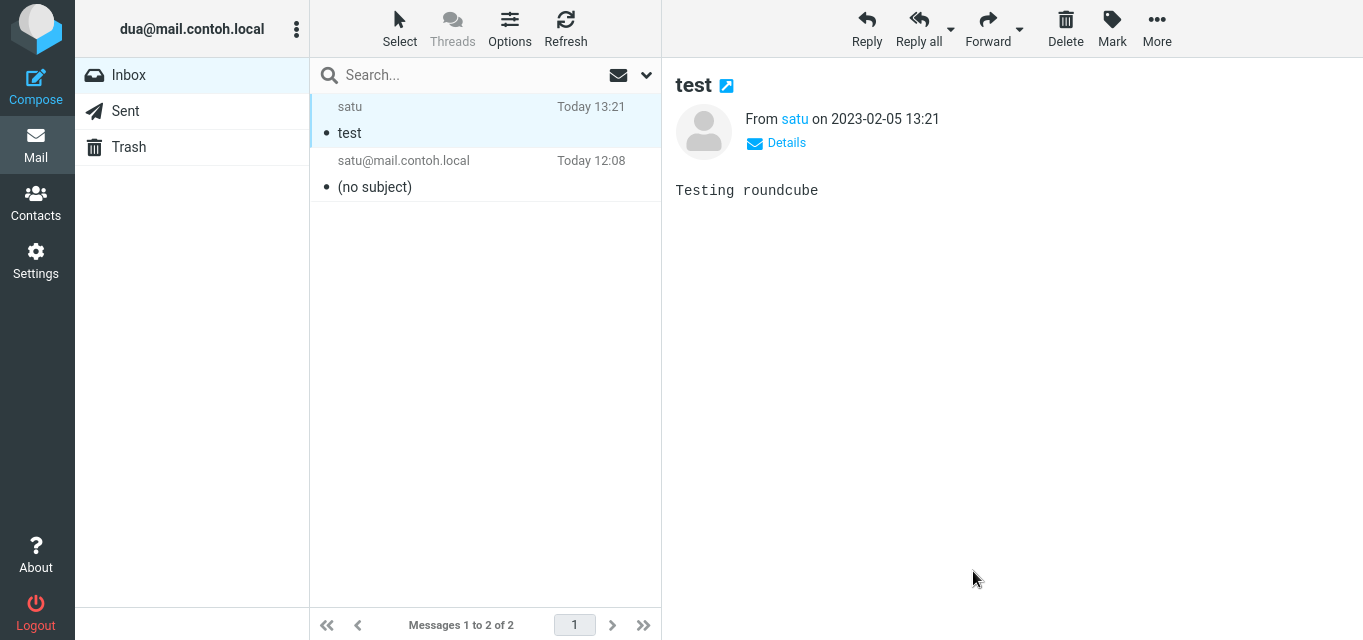 dua@mail.contoh.local
Select
Threads
Options
Refresh
Reply
Reply all
Forward
Delete
Mark
More
Compose
Mail
Contacts
Settings
About
Logout
Inbox
Sent
Trash
Search...
satu Today 13:21
• test
satu@mail.contoh.local Today 12:08
• (no subject)
Messages 1 to 2 of 2
1
test
From satu on 2023-02-05 13:21
Details
Testing roundcube